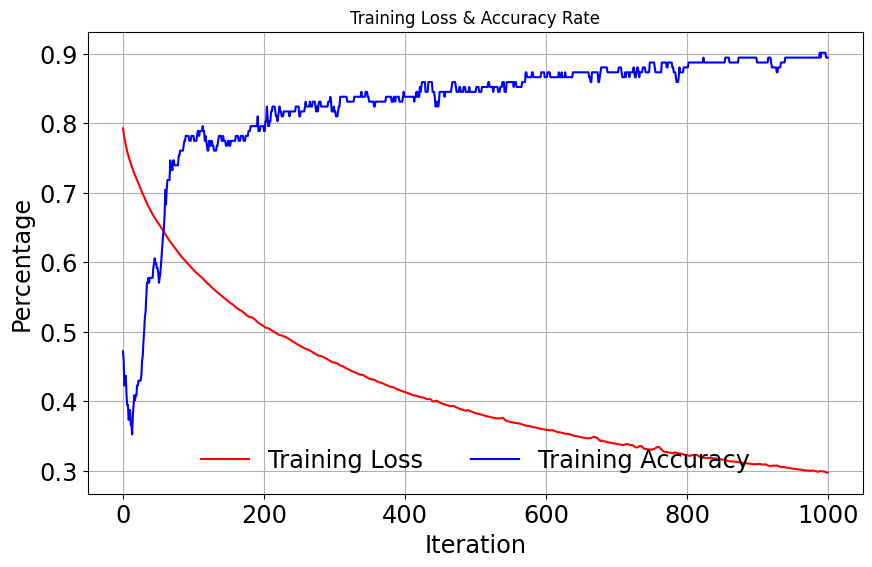 Training Loss & Accuracy Rate
0.9
0.8
0.7
0.6
0.5
0.4
0.3
Percentage
Training Loss Training Accuracy
0 200 400 600 800 1000
Iteration